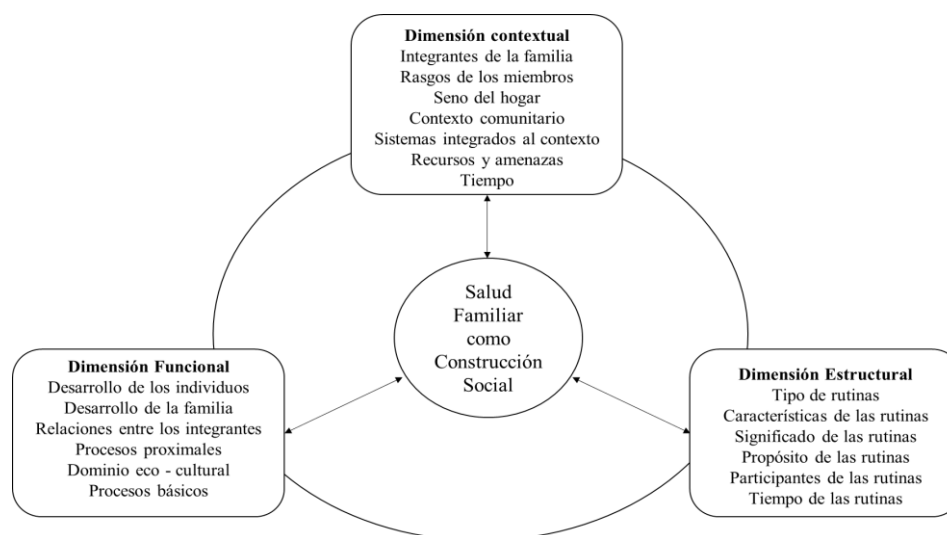 Dimensión contextual
Integrantes de la familia
Rasgos de los miembros
Seno del hogar
Contexto comunitario
Sistemas integrados al contexto
Recursos y amenazas
Tiempo
Salud
Familiar
como
Construcción
Social
Dimensión Funcional
Desarrollo de los individuos
Desarrollo de la familia
Relaciones entre los integrantes
Procesos proximales
Dominio eco - cultural
Procesos básicos
Dimensión Estructural
Tipo de rutinas
Características de las rutinas
Significado de las rutinas
Propósito de las rutinas
Participantes de las rutinas
Tiempo de las rutinas